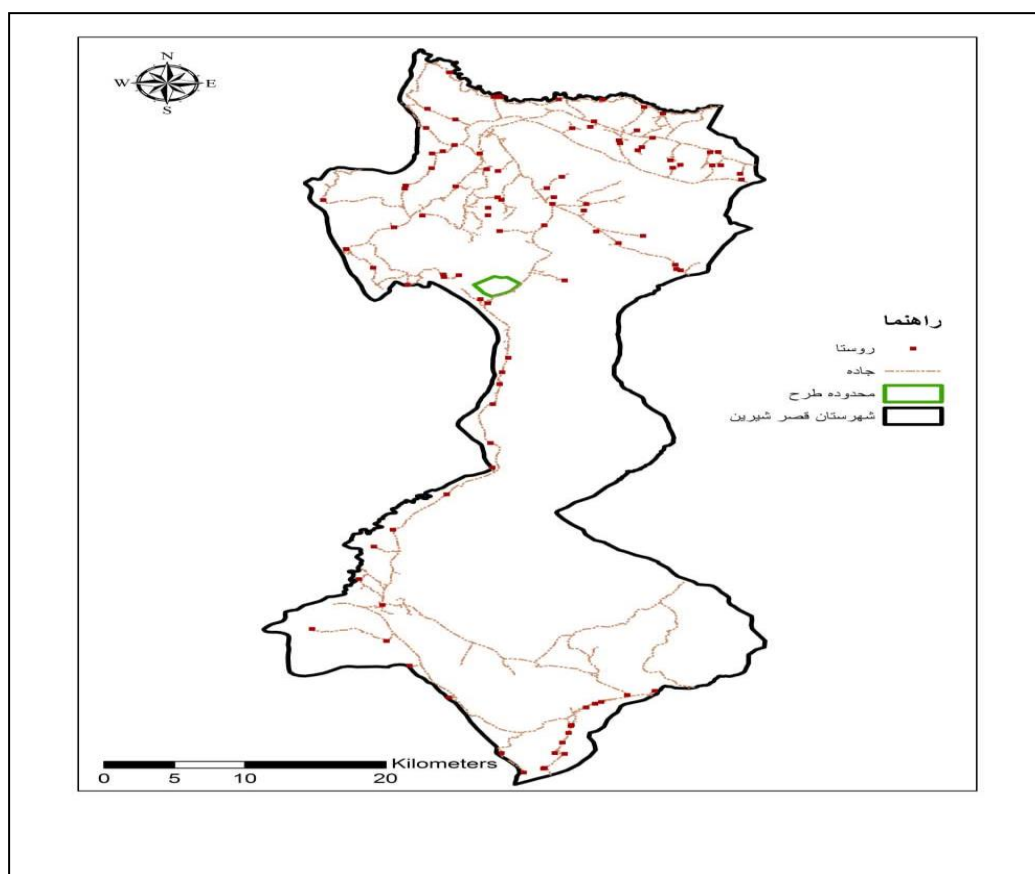 N
W E
S
راهنما
روستا
جاده
محدوده طرح
شهرستان قصر شیرین
Kilometers
0 5 10 20